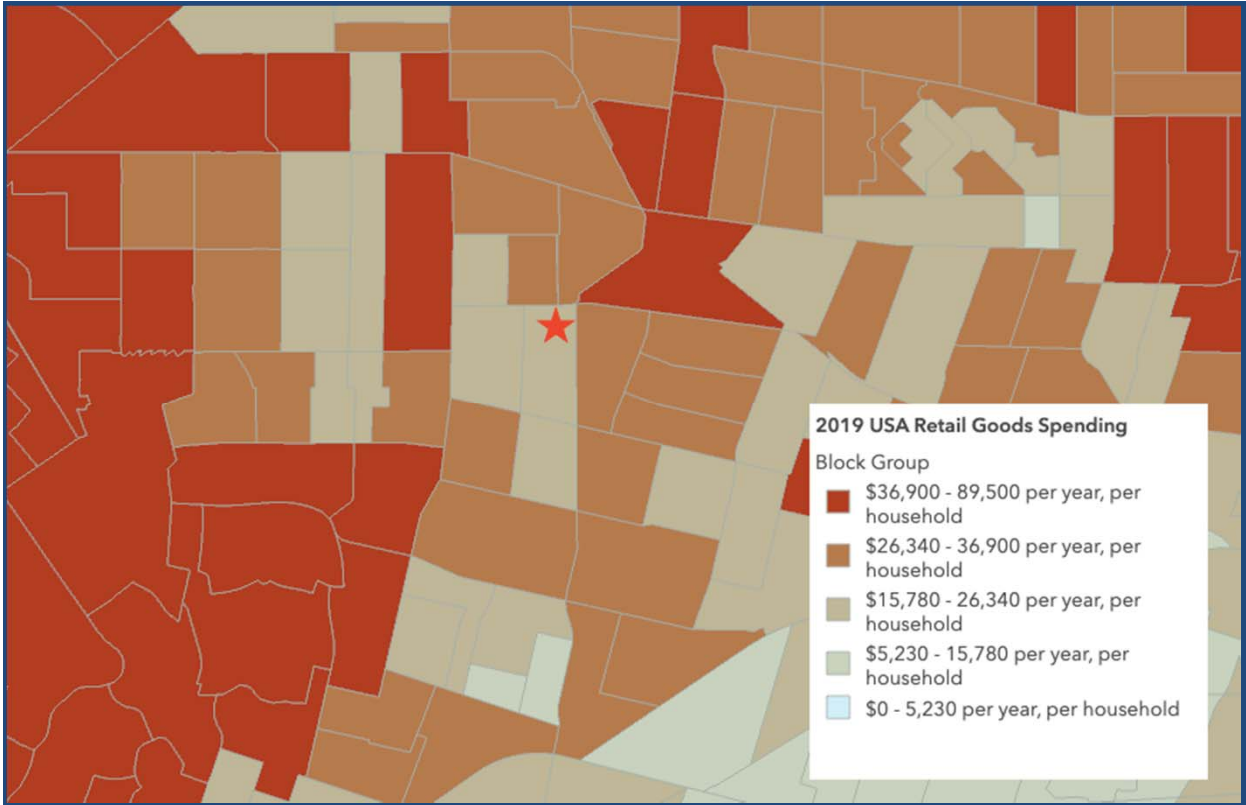 2019 USA Retail Goods Spending
Block Group
$36,900 - 89,500 per year, per
household
$26,340 - 36,900 per year, per
household
$15,780 - 26,340 per year, per
household
$5,230 - 15,780 per year, per
household
$0 - 5,230 per year, per household